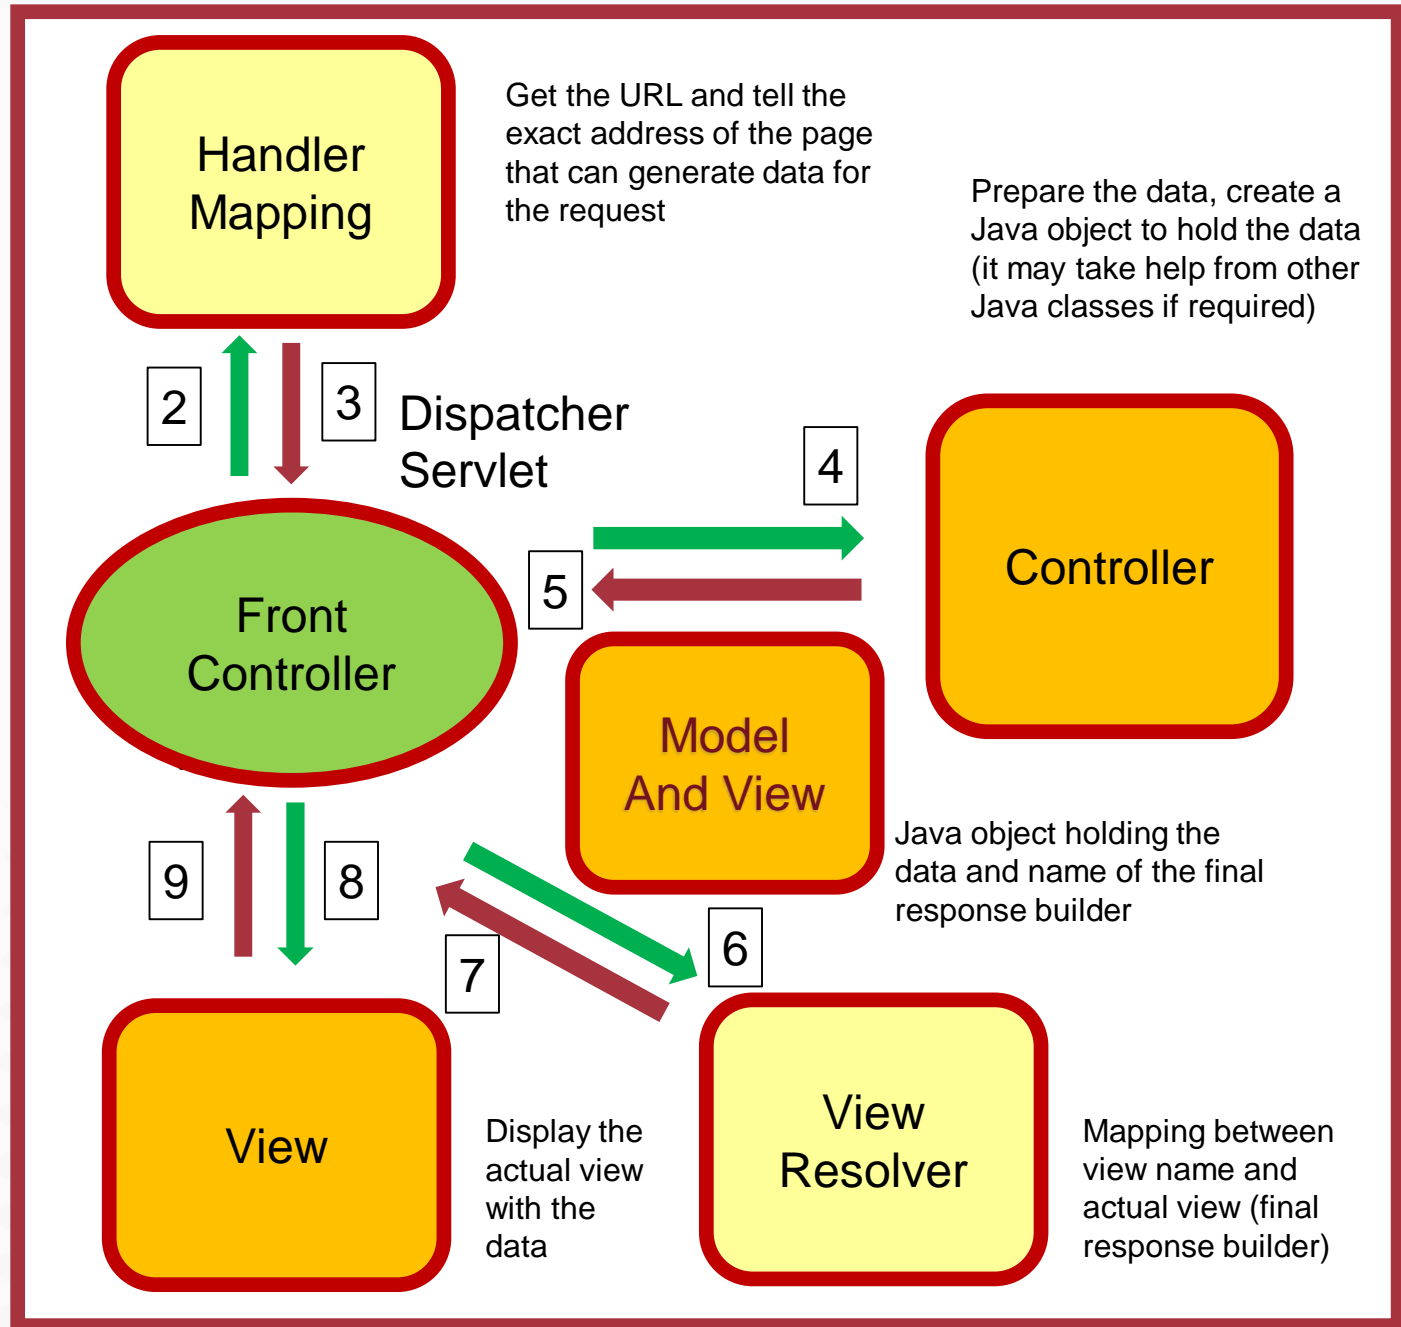 Handler
Mapping
Get the URL and tell the
exact address of the page
that can generate data for
the request
Prepare the data, create a
Java object to hold the data
(it may take help from other
Java classes if required)
2
3
Dispatcher
Servlet
4
Controller
5
Front
Controller
Model
And View
Java object holding the
data and name of the final
response builder
9
8
7
6
View
Display the
actual view
with the
data
View
Resolver
Mapping between
view name and
actual view (final
response builder)